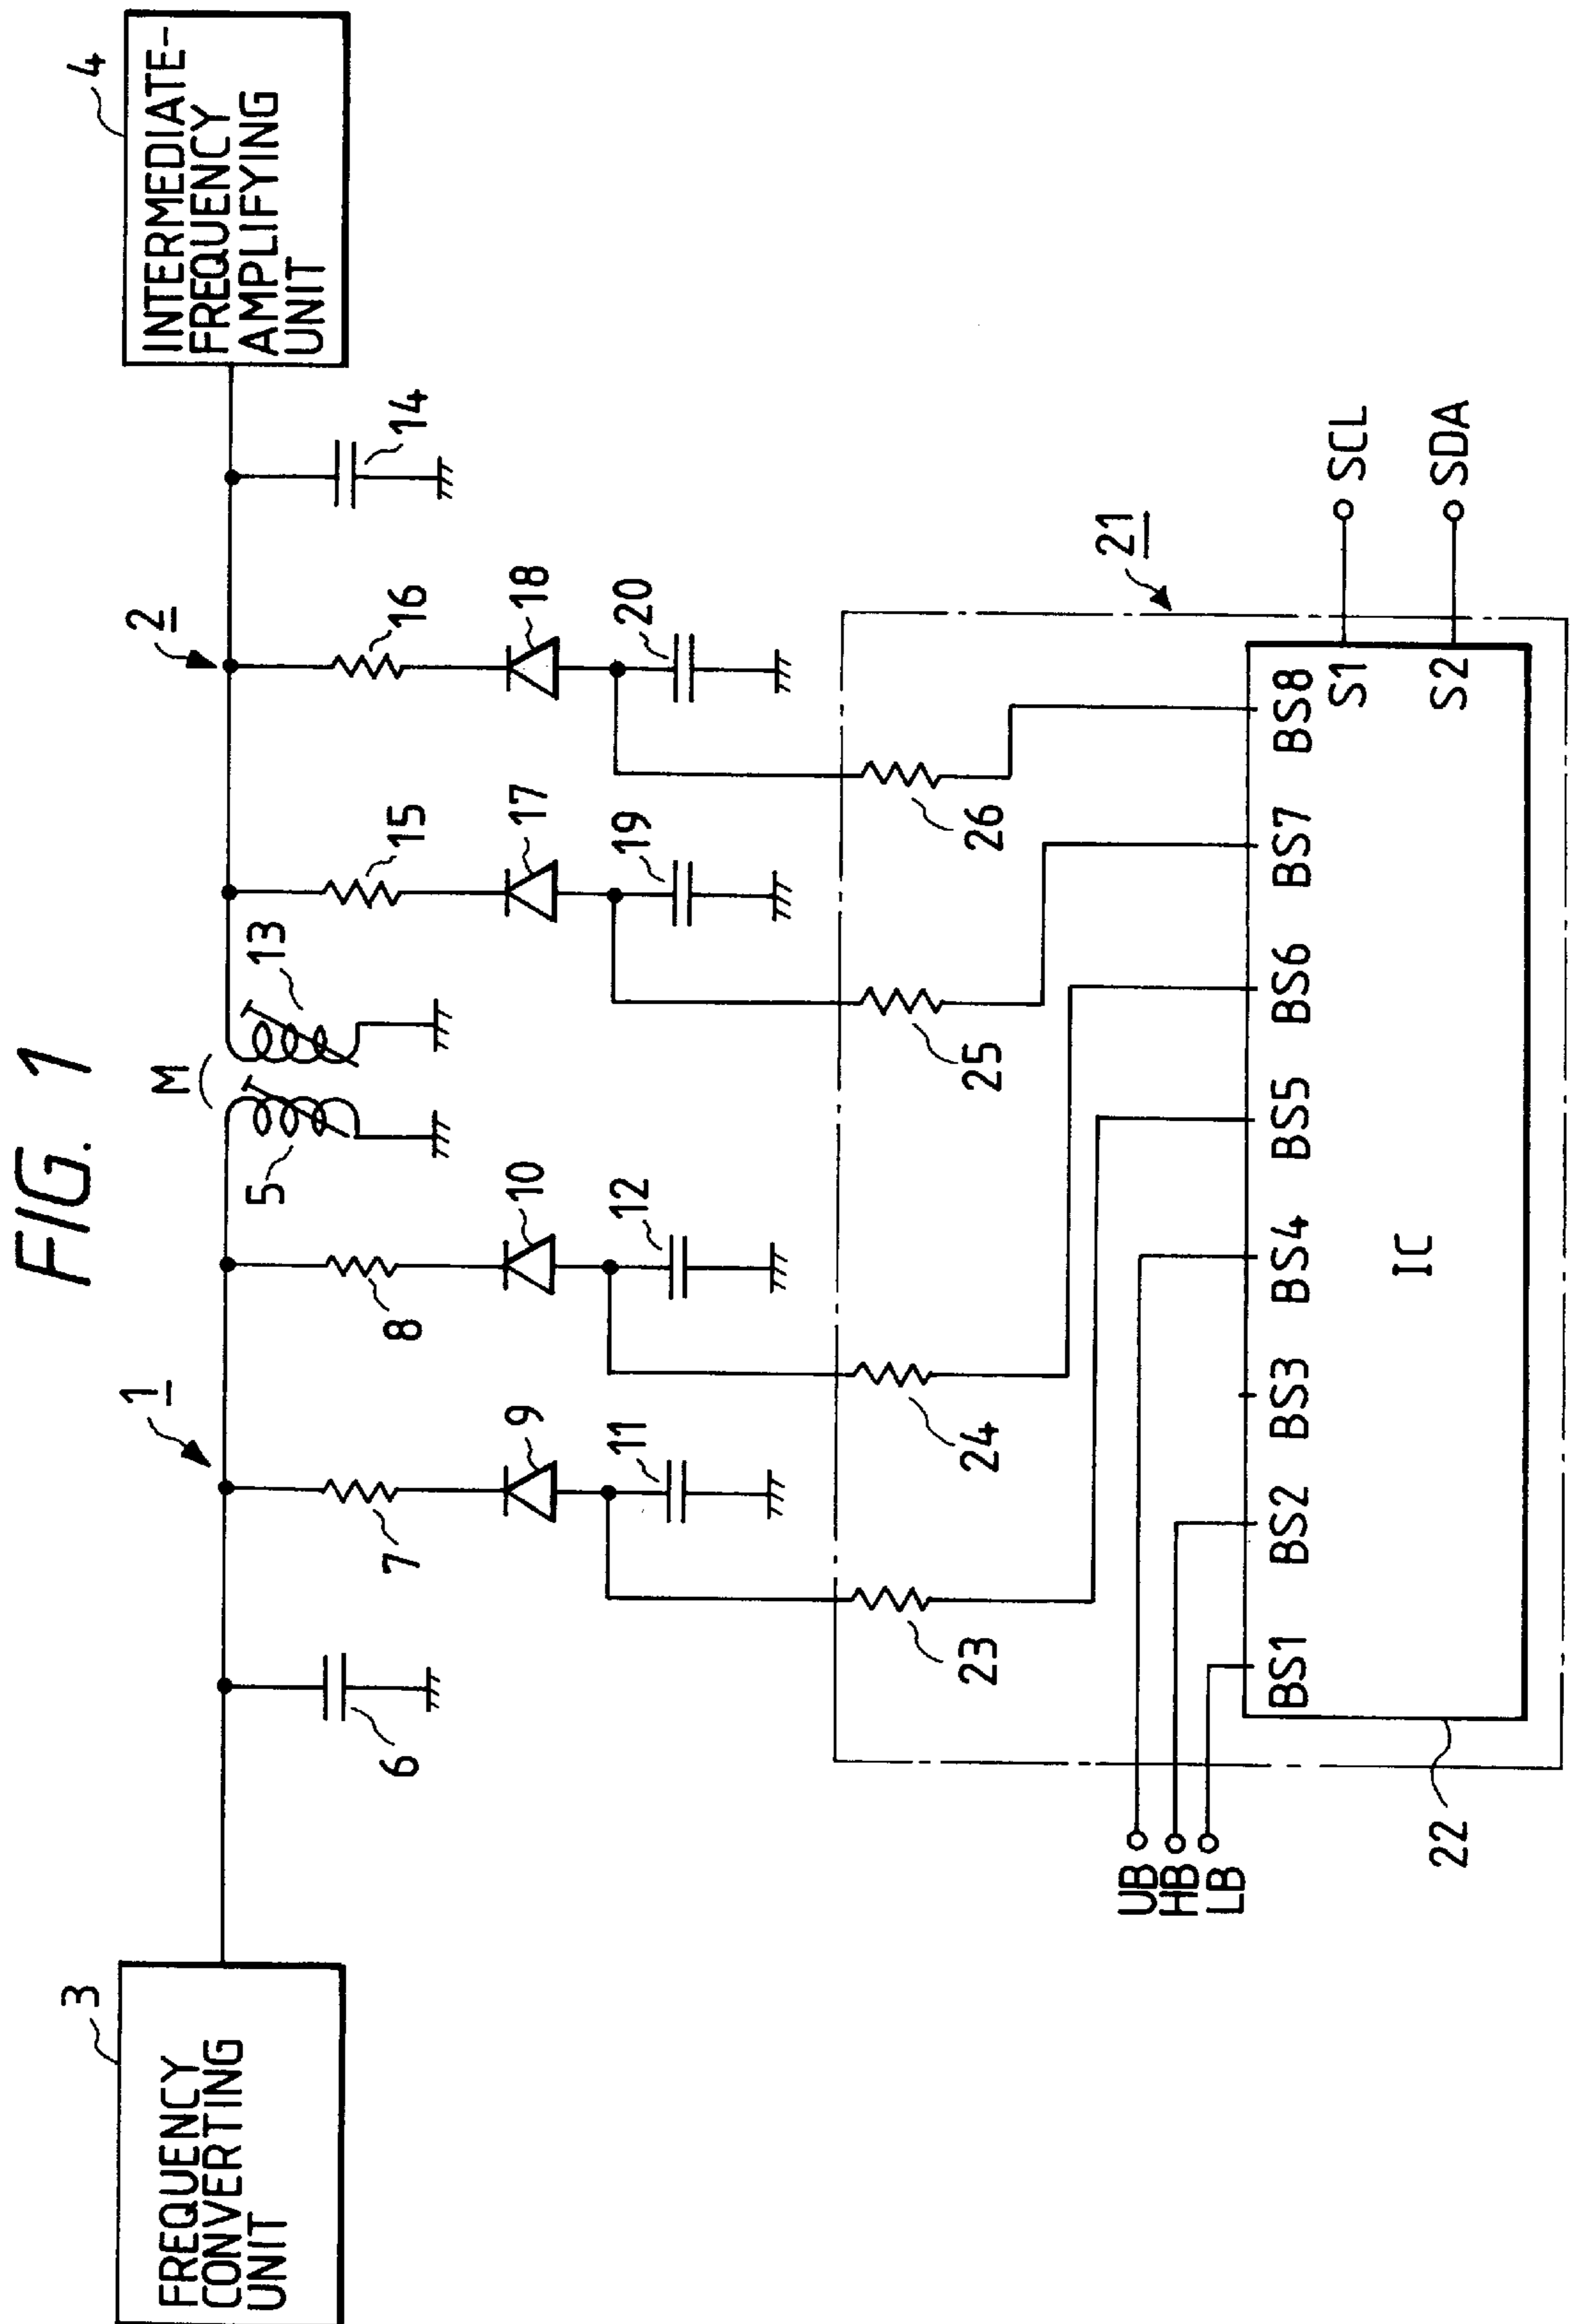 FIG. 1
3
FREQUENCY
CONVERTING
UNIT
4
INTERMEDIATE-
FREQUENCY
AMPLIFYING
UNIT
1
M
2
6
7
8
5
13
15
16
14
9
10
17
18
11
12
19
20
21
23
24
25
26
UB
HB
LB
BS1
BS2
BS3
BS4
BS5
BS6
BS7
BS8
S1
SCL
S2
SDA
IC
22